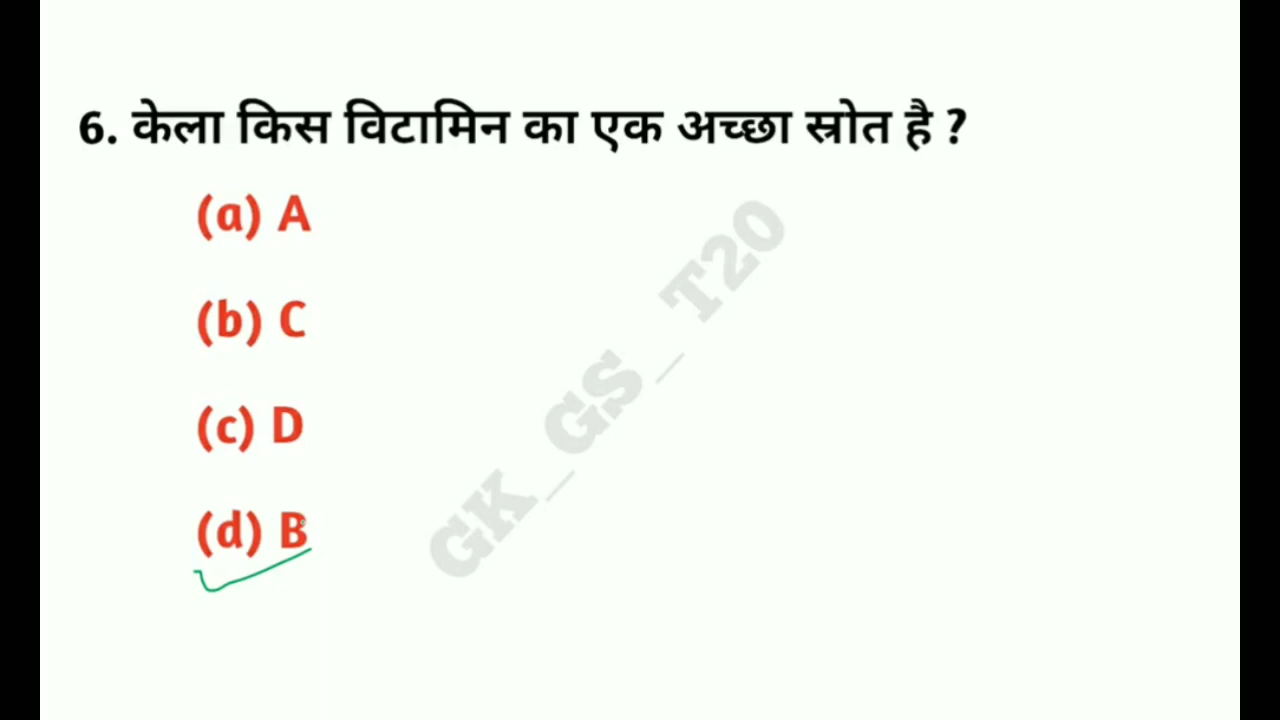 6. केला किस विटामिन का एक अच्छा स्रोत है ?
(a) A
(b) C
(c) D
(d) B
GK_GS_T20